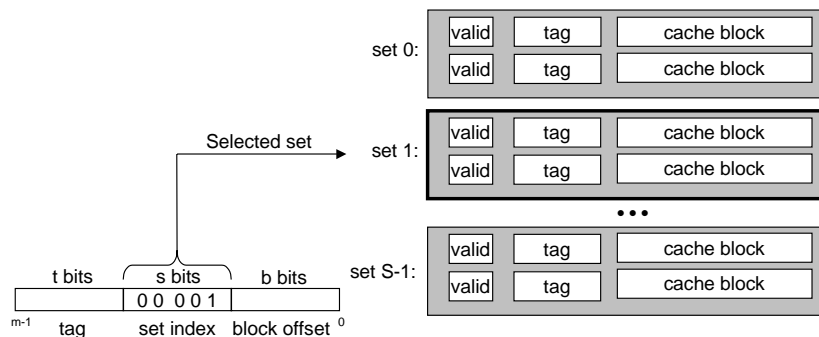 set 0: valid tag cache block
valid tag cache block
Selected set
set 1: valid tag cache block
valid tag cache block
•••
set S-1: valid tag cache block
valid tag cache block
t bits s bits b bits
0 0 0 0 1
m-1 0
tag set index block offset